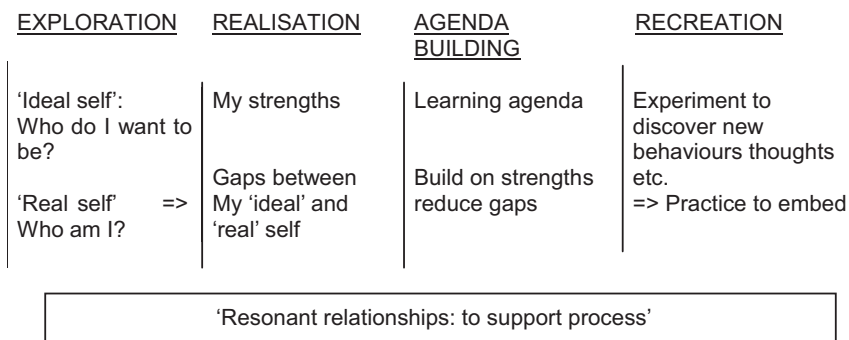 EXPLORATION
‘Ideal self’:
Who do I want to
be?
‘Real self’ =>
Who am I?
REALISATION
My strengths
Gaps between
My ‘ideal’ and
‘real’ self
AGENDA
BUILDING
Learning agenda
Build on strengths
reduce gaps
RECREATION
Experiment to
discover new
behaviours thoughts
etc.
=> Practice to embed
‘Resonant relationships: to support process’